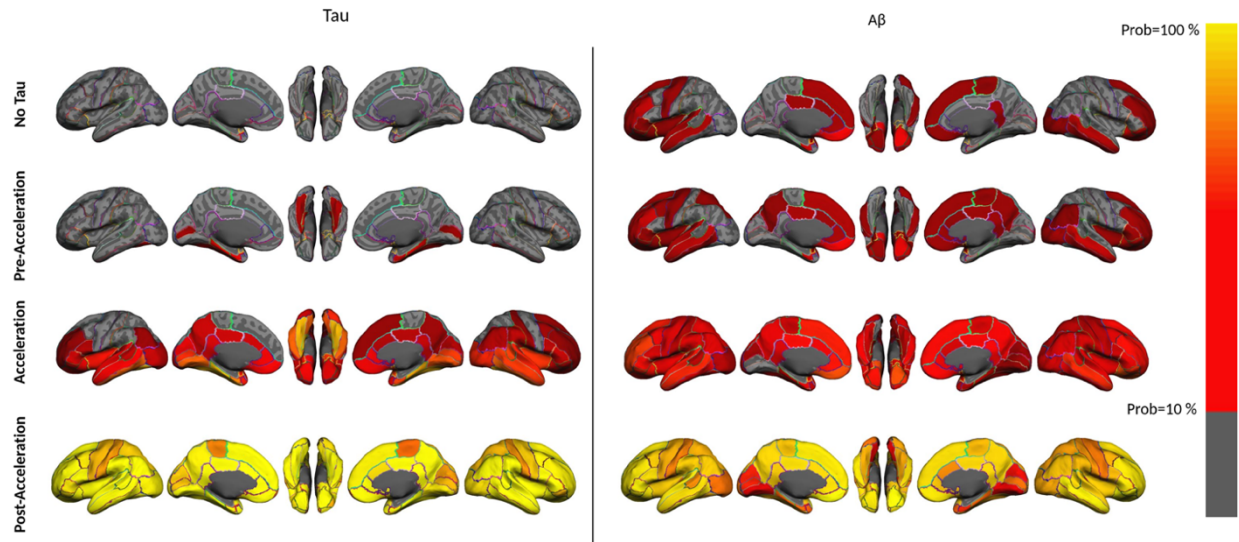 Tau
Aβ
Prob=100 %
No Tau
Pre-Acceleration
Acceleration
Prob=10 %
Post-Acceleration